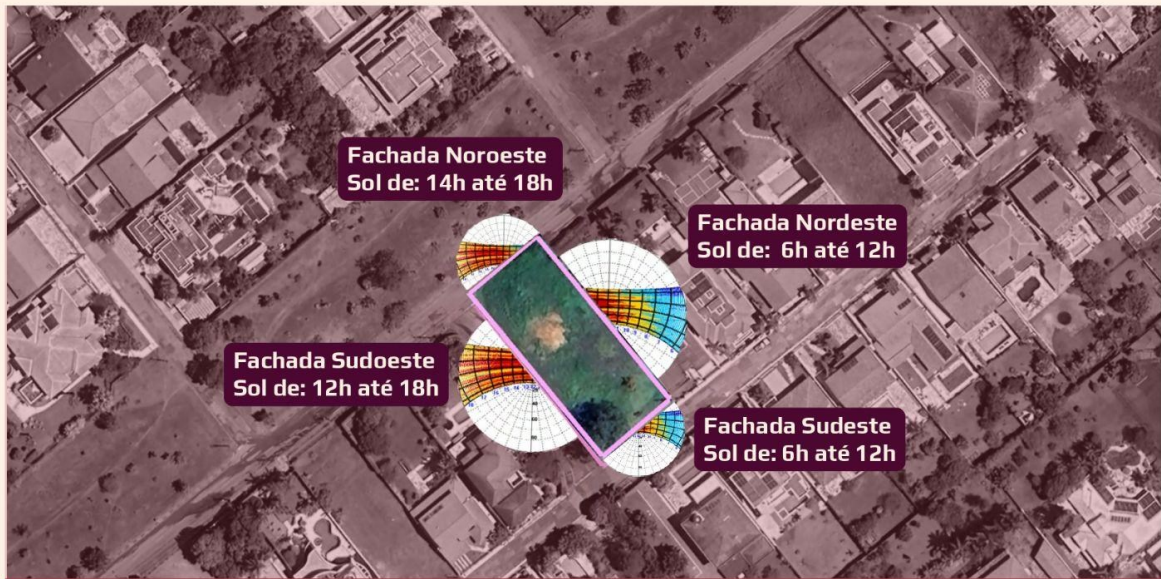 Fachada Noroeste
Sol de: 14h até 18h
Fachada Nordeste
Sol de: 6h até 12h
Fachada Sudoeste
Sol de: 12h até 18h
Fachada Sudeste
Sol de: 6h até 12h